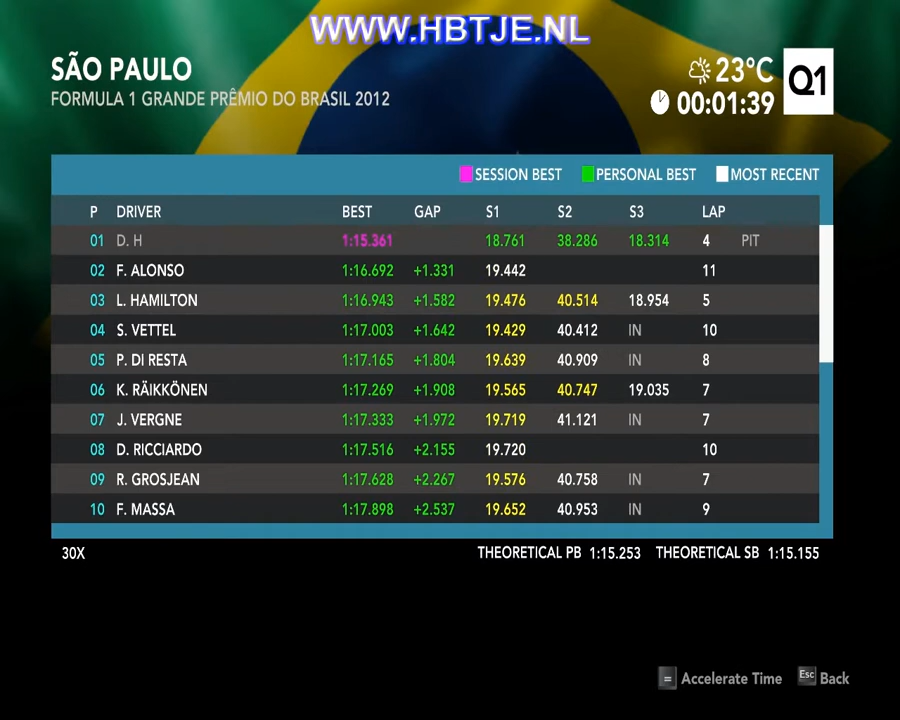 WWW.HBTJE.NL
SÃO PAULO
FORMULA 1 GRANDE PRÊMIO DO BRASIL 2012
23°C
00:01:39
Q1
SESSION BEST PERSONAL BEST MOST RECENT
P DRIVER BEST GAP S1 S2 S3 LAP
01 D. H 1:15.361 18.761 38.286 18.314 4 PIT
02 F. ALONSO 1:16.692 +1.331 19.442 11
03 L. HAMILTON 1:16.943 +1.582 19.476 40.514 18.954 5
04 S. VETTEL 1:17.003 +1.642 19.429 40.412 IN 10
05 P. DI RESTA 1:17.165 +1.804 19.639 40.909 IN 8
06 K. RÄIKKÖNEN 1:17.269 +1.908 19.565 40.747 19.035 7
07 J. VERGNE 1:17.333 +1.972 19.719 41.121 IN 7
08 D. RICCIARDO 1:17.516 +2.155 19.720 10
09 R. GROSJEAN 1:17.628 +2.267 19.576 40.758 IN 7
10 F. MASSA 1:17.898 +2.537 19.652 40.953 IN 9
30X THEORETICAL PB 1:15.253 THEORETICAL SB 1:15.155
= Accelerate Time Esc Back